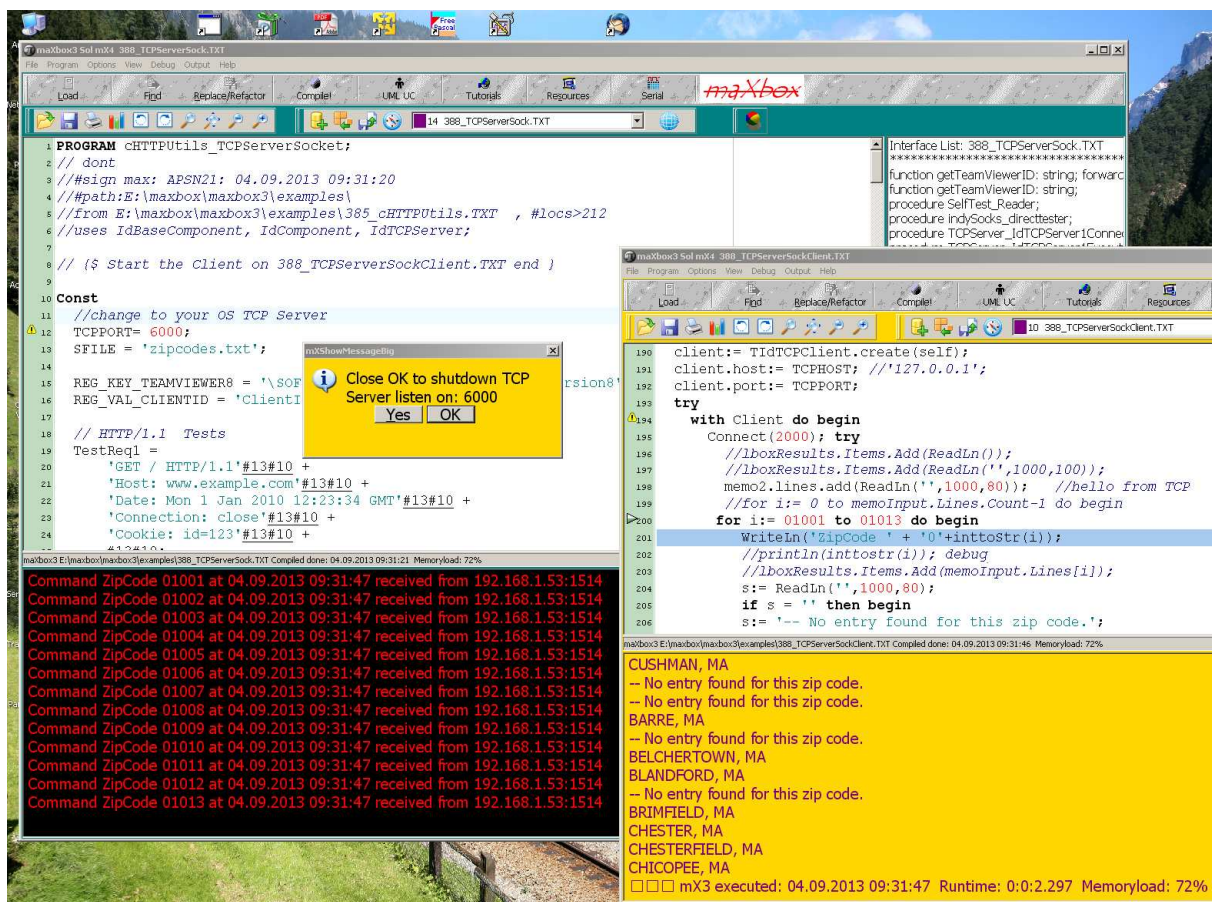 Free
Pascal
maXbox3 Sol mX4 388_TCPServerSock.TXT
File Program Options View Debug Output Help
Load Find Replace/Refactor Compile! UML UC Tutorials Resources Serial maXbox
14 388_TCPServerSock.TXT
1 PROGRAM cHTTPUtils_TCPServerSocket;
2 // dont
3 //#sign max: APSN21: 04.09.2013 09:31:20
4 //#path:E:\maxbox\maxbox3\examples\
5 //from E:\maxbox\maxbox3\examples\385_cHTTPUtils.TXT , #locs>212
6 //uses IdBaseComponent, IdComponent, IdTCPServer;
7
8 // {$ Start the Client on 388_TCPServerSockClient.TXT end }
9
10 Const
11 //change to your OS TCP Server
12 TCPPORT= 6000;
13 SFILE = 'zipcodes.txt';
14
15 REG_KEY_TEAMVIEWER8 = '\SOF
rsion8'
16 REG_VAL_CLIENTID = 'ClientI
17
18 // HTTP/1.1 Tests
19 TestReq1 =
20 'GET / HTTP/1.1'#13#10 +
21 'Host: www.example.com'#13#10 +
22 'Date: Mon 1 Jan 2010 12:23:34 GMT'#13#10 +
23 'Connection: close'#13#10 +
24 'Cookie: id=123'#13#10 +
#13#10;
Interface List: 388_TCPServerSock.TXT
************************************
function getTeamViewerID: string; forwarc
function getTeamViewerID: string;
procedure SelfTest_Reader;
procedure indySocks_directtester;
procedure TCPServer_IdTCPServer1Connec
mXShowMessageBig
Close OK to shutdown TCP
Server listen on: 6000
Yes OK
maXbox3 E:\maxbox\maxbox3\examples\388_TCPServerSock.TXT Compiled done: 04.09.2013 09:31:21 Memoryload: 72%
Command ZipCode 01001 at 04.09.2013 09:31:47 received from 192.168.1.53:1514
Command ZipCode 01002 at 04.09.2013 09:31:47 received from 192.168.1.53:1514
Command ZipCode 01003 at 04.09.2013 09:31:47 received from 192.168.1.53:1514
Command ZipCode 01004 at 04.09.2013 09:31:47 received from 192.168.1.53:1514
Command ZipCode 01005 at 04.09.2013 09:31:47 received from 192.168.1.53:1514
Command ZipCode 01006 at 04.09.2013 09:31:47 received from 192.168.1.53:1514
Command ZipCode 01007 at 04.09.2013 09:31:47 received from 192.168.1.53:1514
Command ZipCode 01008 at 04.09.2013 09:31:47 received from 192.168.1.53:1514
Command ZipCode 01009 at 04.09.2013 09:31:47 received from 192.168.1.53:1514
Command ZipCode 01010 at 04.09.2013 09:31:47 received from 192.168.1.53:1514
Command ZipCode 01011 at 04.09.2013 09:31:47 received from 192.168.1.53:1514
Command ZipCode 01012 at 04.09.2013 09:31:47 received from 192.168.1.53:1514
Command ZipCode 01013 at 04.09.2013 09:31:47 received from 192.168.1.53:1514
maXbox3 Sol mX4 388_TCPServerSockClient.TXT
File Program Options View Debug Output Help
Load Find Replace/Refactor Compile! UML UC Tutorials Resources
10 388_TCPServerSockClient.TXT
190 client:= TIdTCPClient.create(self);
191 client.host:= TCPHOST; //'127.0.0.1';
192 client.port:= TCPPORT;
193 try
194 with Client do begin
195 Connect(2000); try
196 //lboxResults.Items.Add(ReadLn());
197 //lboxResults.Items.Add(ReadLn('',1000,100));
198 memo2.lines.add(ReadLn('',1000,80)); //hello from TCP
199 //for i:= 0 to memoInput.Lines.Count-1 do begin
200 for i:= 01001 to 01013 do begin
201 WriteLn('ZipCode ' + '0'+inttoStr(i));
202 //println(inttostr(i)); debug
203 //lboxResults.Items.Add(memoInput.Lines[i]);
204 s:= ReadLn('',1000,80);
205 if s = '' then begin
206 s:= '-- No entry found for this zip code.';
maXbox3 E:\maxbox\maxbox3\examples\388_TCPServerSockClient.TXT Compiled done: 04.09.2013 09:31:46 Memoryload: 72%
CUSHMAN, MA
-- No entry found for this zip code.
-- No entry found for this zip code.
BARRE, MA
-- No entry found for this zip code.
BELCHERTOWN, MA
BLANDFORD, MA
-- No entry found for this zip code.
BRIMFIELD, MA
CHESTER, MA
CHESTERFIELD, MA
CHICOPEE, MA
mX3 executed: 04.09.2013 09:31:47 Runtime: 0:0:2.297 Memoryload: 72%